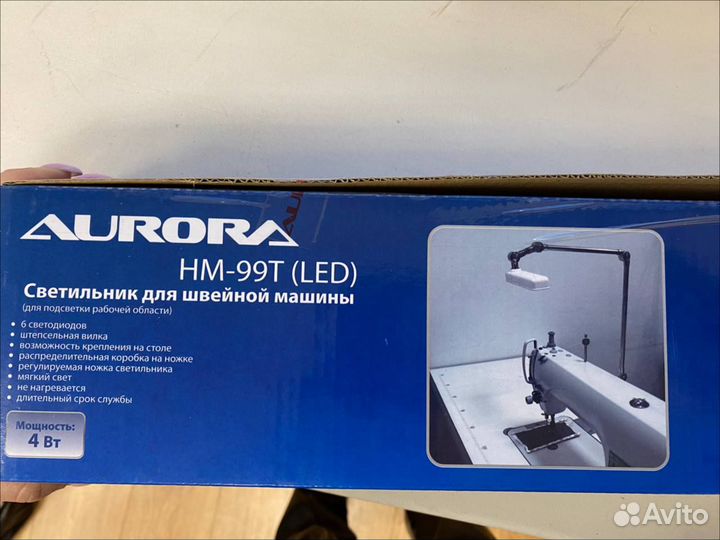 AURORA
HM-99T (LED)
Светильник для швейной машины
(для подсветки рабочей области)
• 6 светодиодов
• штепсельная вилка
• возможность крепления на столе
• распределительная коробка на ножке
• регулируемая ножка светильника
• мягкий свет
• не нагревается
• длительный срок службы
Мощность:
4 Вт
Avito